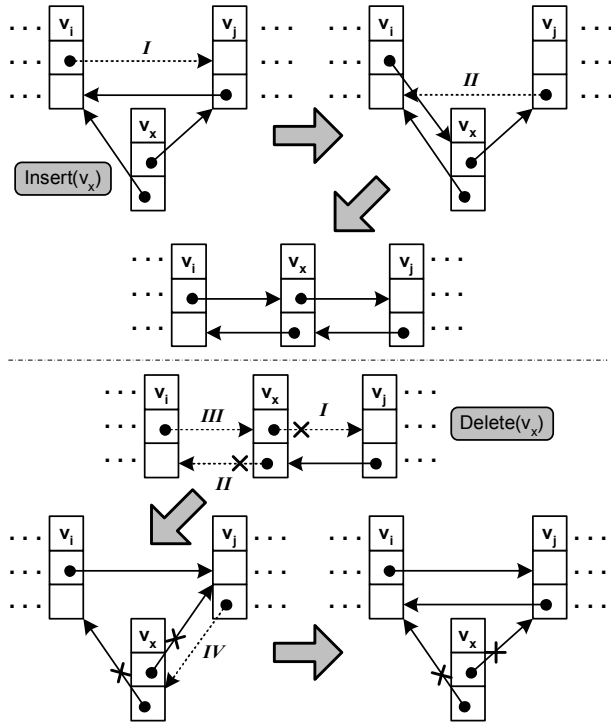 v_i I v_j
v_x
Insert(v_x)
v_i II v_j
v_x
v_i v_x v_j
v_i III v_x I v_j
II
Delete(v_x)
v_i v_j
v_x IV
v_i v_j
v_x